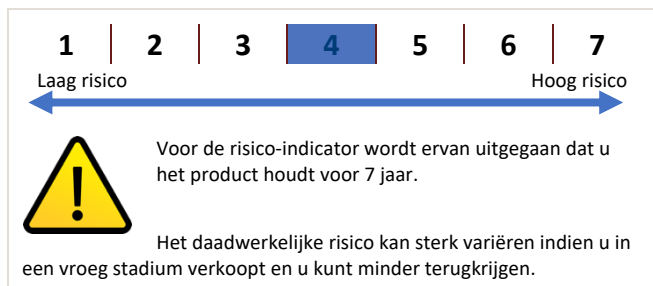 1 2 3 4 5 6 7
Laag risico Hoog risico
Voor de risico-indicator wordt ervan uitgegaan dat u
het product houdt voor 7 jaar.
Het daadwerkelijke risico kan sterk variëren indien u in
een vroeg stadium verkoopt en u kunt minder terugkrijgen.